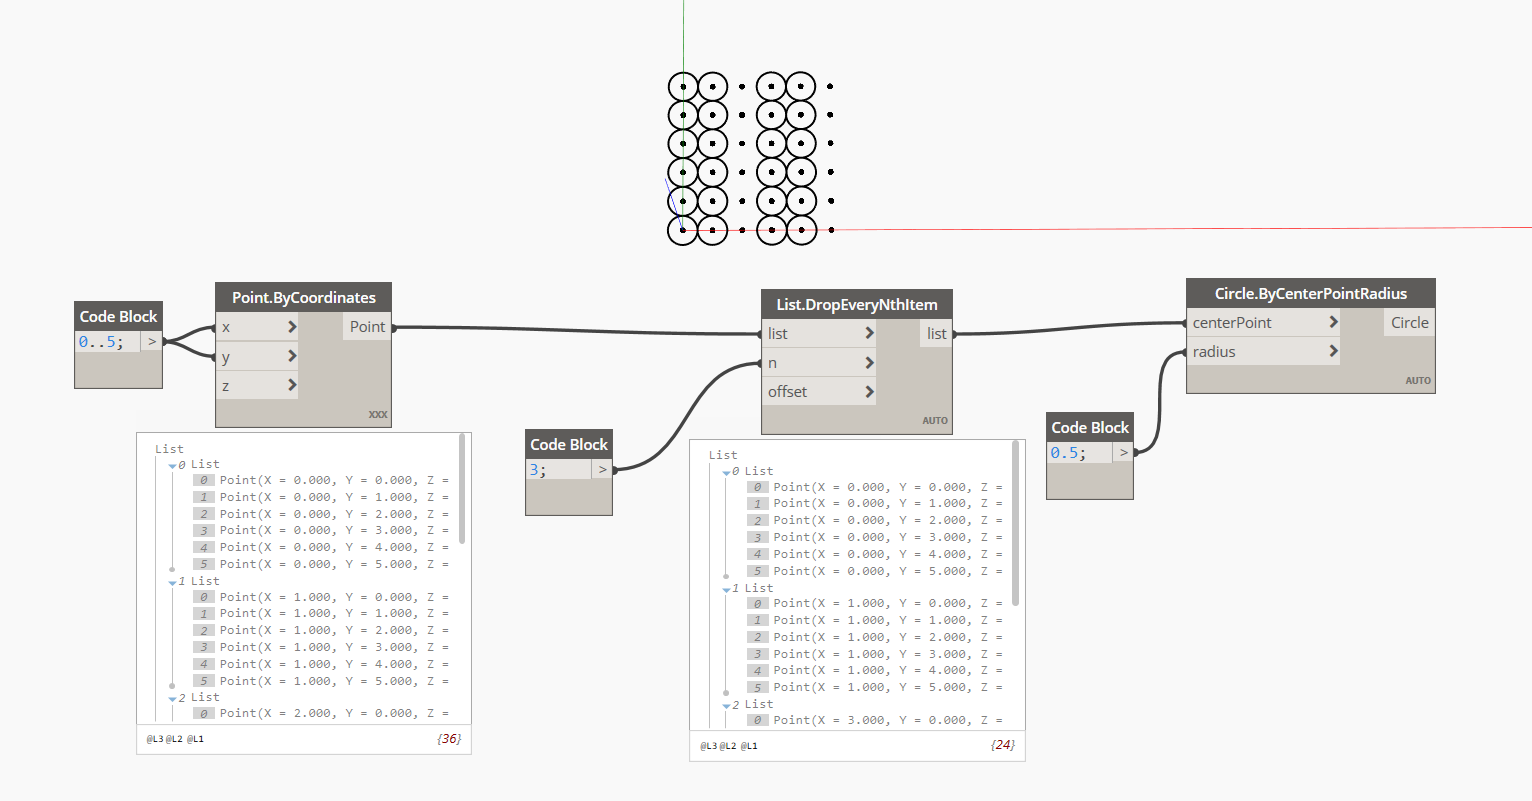 Code Block
0..5;
>
Point.ByCoordinates
x > Point
y >
z >
XXX
List
0 List
0 Point(X = 0.000, Y = 0.000, Z =
1 Point(X = 0.000, Y = 1.000, Z =
2 Point(X = 0.000, Y = 2.000, Z =
3 Point(X = 0.000, Y = 3.000, Z =
4 Point(X = 0.000, Y = 4.000, Z =
5 Point(X = 0.000, Y = 5.000, Z =
1 List
0 Point(X = 1.000, Y = 0.000, Z =
1 Point(X = 1.000, Y = 1.000, Z =
2 Point(X = 1.000, Y = 2.000, Z =
3 Point(X = 1.000, Y = 3.000, Z =
4 Point(X = 1.000, Y = 4.000, Z =
5 Point(X = 1.000, Y = 5.000, Z =
2 List
0 Point(X = 2.000, Y = 0.000, Z =
@L3 @L2 @L1 {36}
Code Block
3; >
List.DropEveryNthItem
list > list
n >
offset >
AUTO
List
0 List
0 Point(X = 0.000, Y = 0.000, Z =
1 Point(X = 0.000, Y = 1.000, Z =
2 Point(X = 0.000, Y = 2.000, Z =
3 Point(X = 0.000, Y = 3.000, Z =
4 Point(X = 0.000, Y = 4.000, Z =
5 Point(X = 0.000, Y = 5.000, Z =
1 List
0 Point(X = 1.000, Y = 0.000, Z =
1 Point(X = 1.000, Y = 1.000, Z =
2 Point(X = 1.000, Y = 2.000, Z =
3 Point(X = 1.000, Y = 3.000, Z =
4 Point(X = 1.000, Y = 4.000, Z =
5 Point(X = 1.000, Y = 5.000, Z =
2 List
0 Point(X = 3.000, Y = 0.000, Z =
@L3 @L2 @L1 {24}
Code Block
0.5; >
Circle.ByCenterPointRadius
centerPoint > Circle
radius >
AUTO